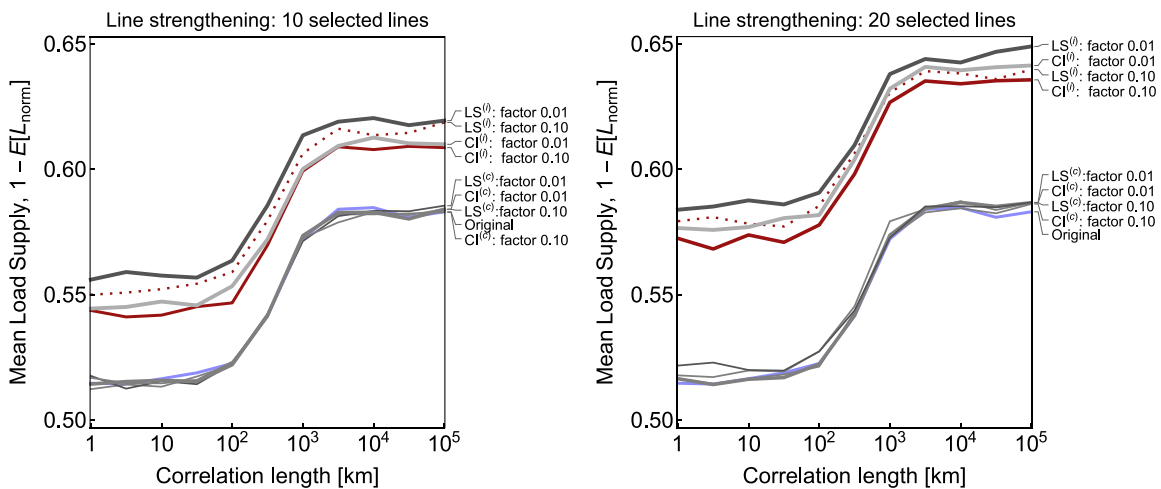 Line strengthening: 10 selected lines
Mean Load Supply, 1 − E[L_norm.]
0.65
0.60
0.55
0.50
1
10
10²
10³
10⁴
10⁵
Correlation length [km]
LS⁽ⁱ⁾: factor 0.01
LS⁽ⁱ⁾: factor 0.10
CI⁽ⁱ⁾: factor 0.01
CI⁽ⁱ⁾: factor 0.10
LS⁽ᶜ⁾:factor 0.01
CI⁽ᶜ⁾: factor 0.01
LS⁽ᶜ⁾:factor 0.10
Original
CI⁽ᶜ⁾: factor 0.10
Line strengthening: 20 selected lines
Mean Load Supply, 1 − E[L_norm.]
0.65
0.60
0.55
0.50
1
10
10²
10³
10⁴
10⁵
Correlation length [km]
LS⁽ⁱ⁾: factor 0.01
CI⁽ⁱ⁾: factor 0.01
LS⁽ⁱ⁾: factor 0.10
CI⁽ⁱ⁾: factor 0.10
LS⁽ᶜ⁾: factor 0.01
CI⁽ᶜ⁾: factor 0.01
LS⁽ᶜ⁾: factor 0.10
CI⁽ᶜ⁾: factor 0.10
Original